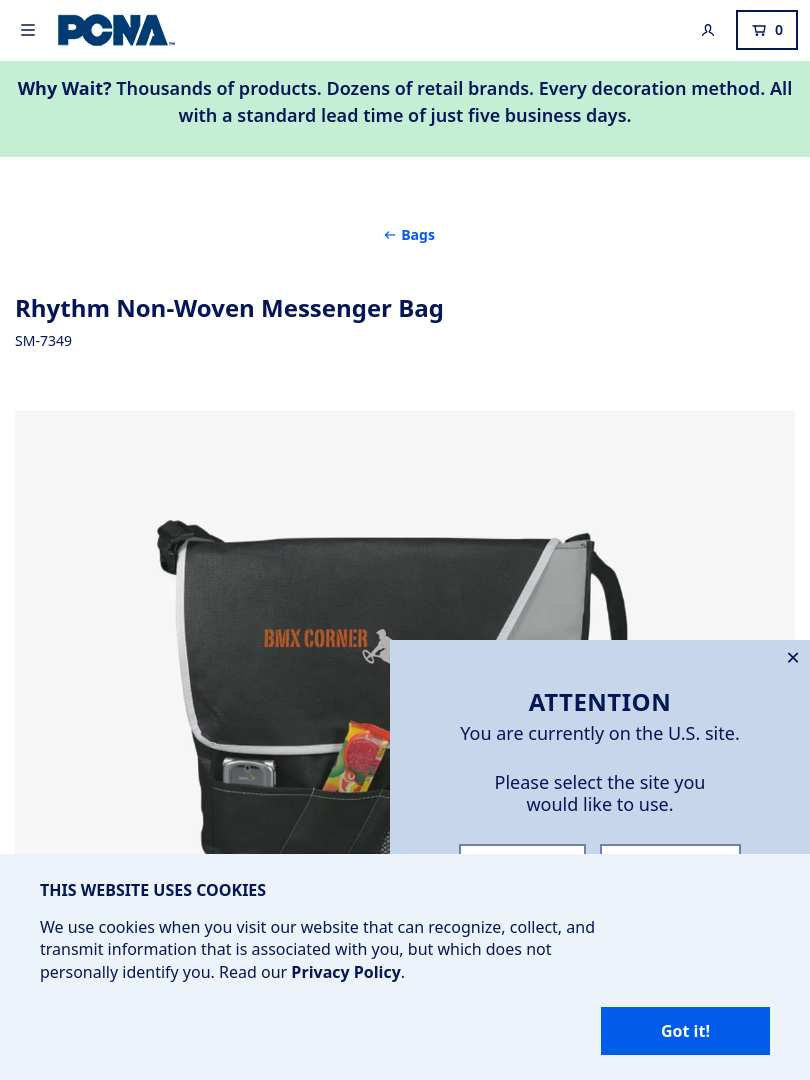 PCNA
0
Why Wait? Thousands of products. Dozens of retail brands. Every decoration method. All
with a standard lead time of just five business days.
← Bags
Rhythm Non-Woven Messenger Bag
SM-7349
BMX CORNER
ATTENTION
You are currently on the U.S. site.
Please select the site you
would like to use.
THIS WEBSITE USES COOKIES
We use cookies when you visit our website that can recognize, collect, and
transmit information that is associated with you, but which does not
personally identify you. Read our Privacy Policy.
Got it!